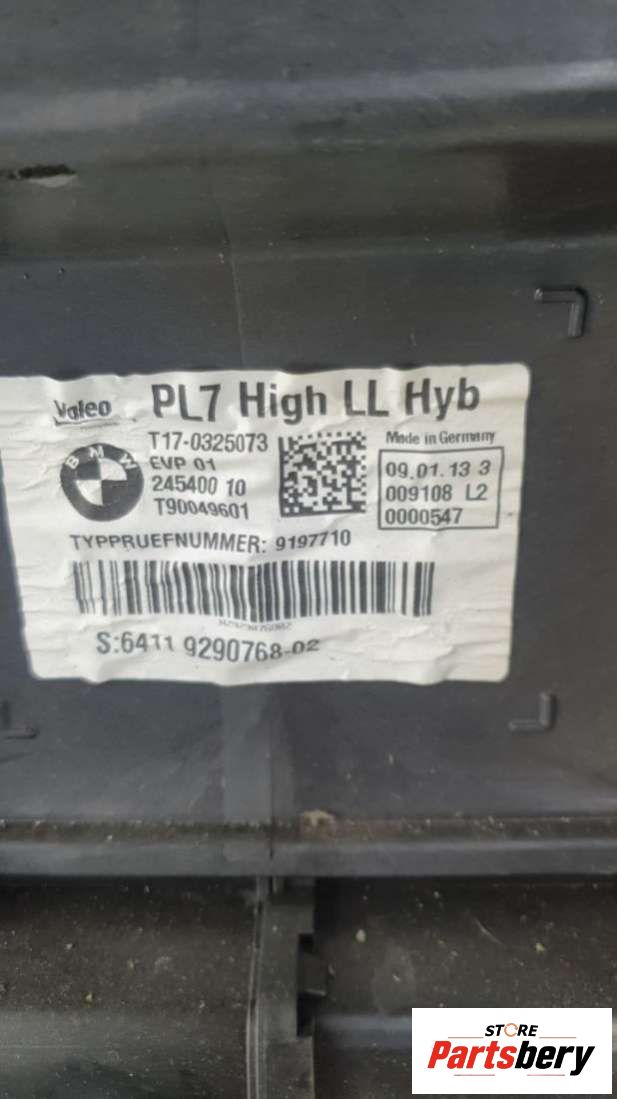 Valeo PL7 High LL Hyb
BMW
T17-0325073
EVP 01
245400 10
T90049601
Made in Germany
09.01.13 3
009108 L2
0000547
TYPPRUEFNUMMER: 9197710
S:6411 9290768-02
STORE
Partsbery